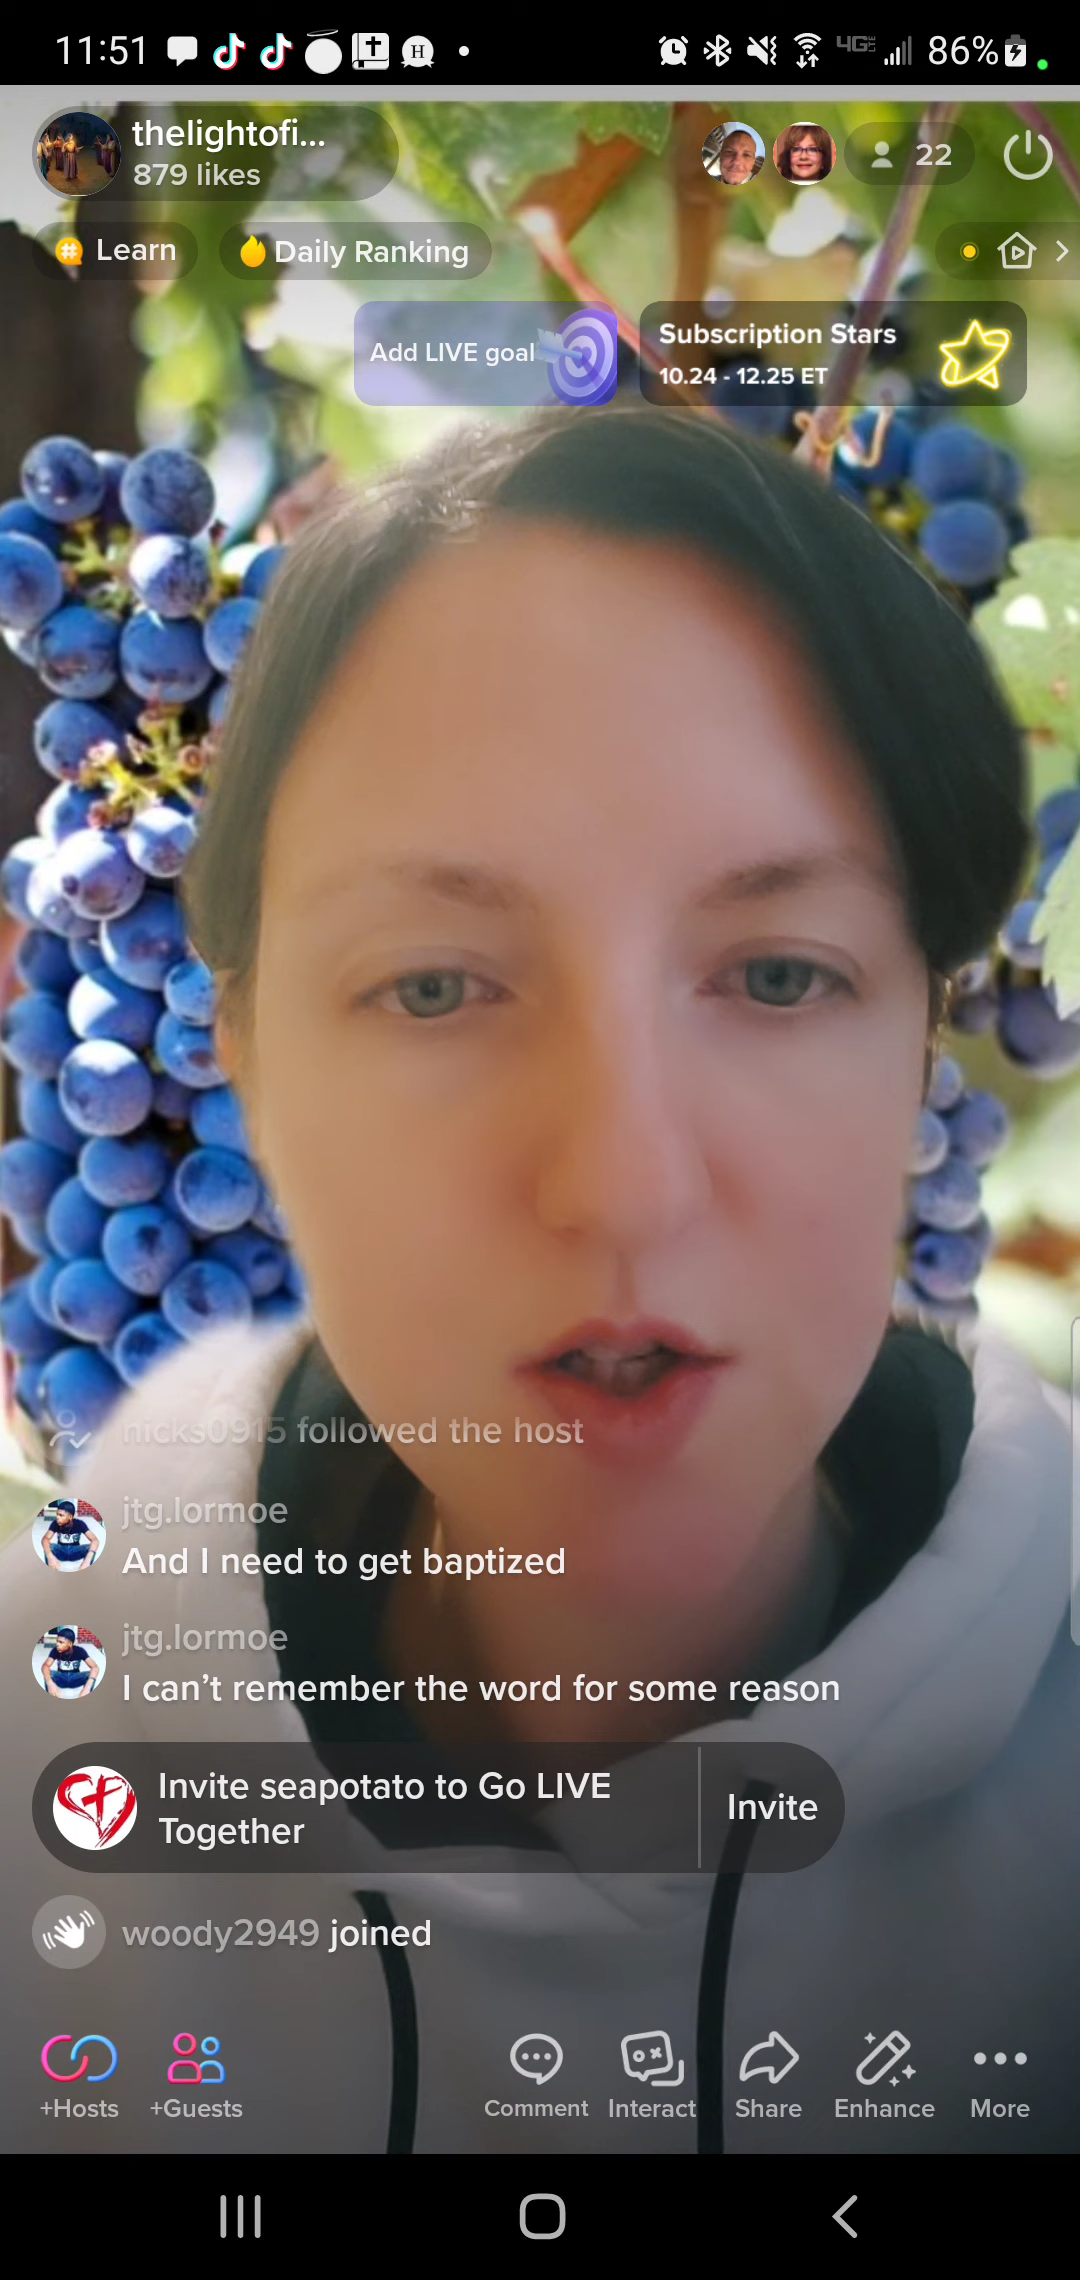 11:51
H
4G LTE
86%
thelightofi...
879 likes
22
Learn
Daily Ranking
Add LIVE goal
Subscription Stars
10.24 - 12.25 ET
nicks0915 followed the host
jtg.lormoe
And I need to get baptized
jtg.lormoe
I can't remember the word for some reason
Invite seapotato to Go LIVE
Together
Invite
woody2949 joined
+Hosts
+Guests
Comment
Interact
Share
Enhance
More